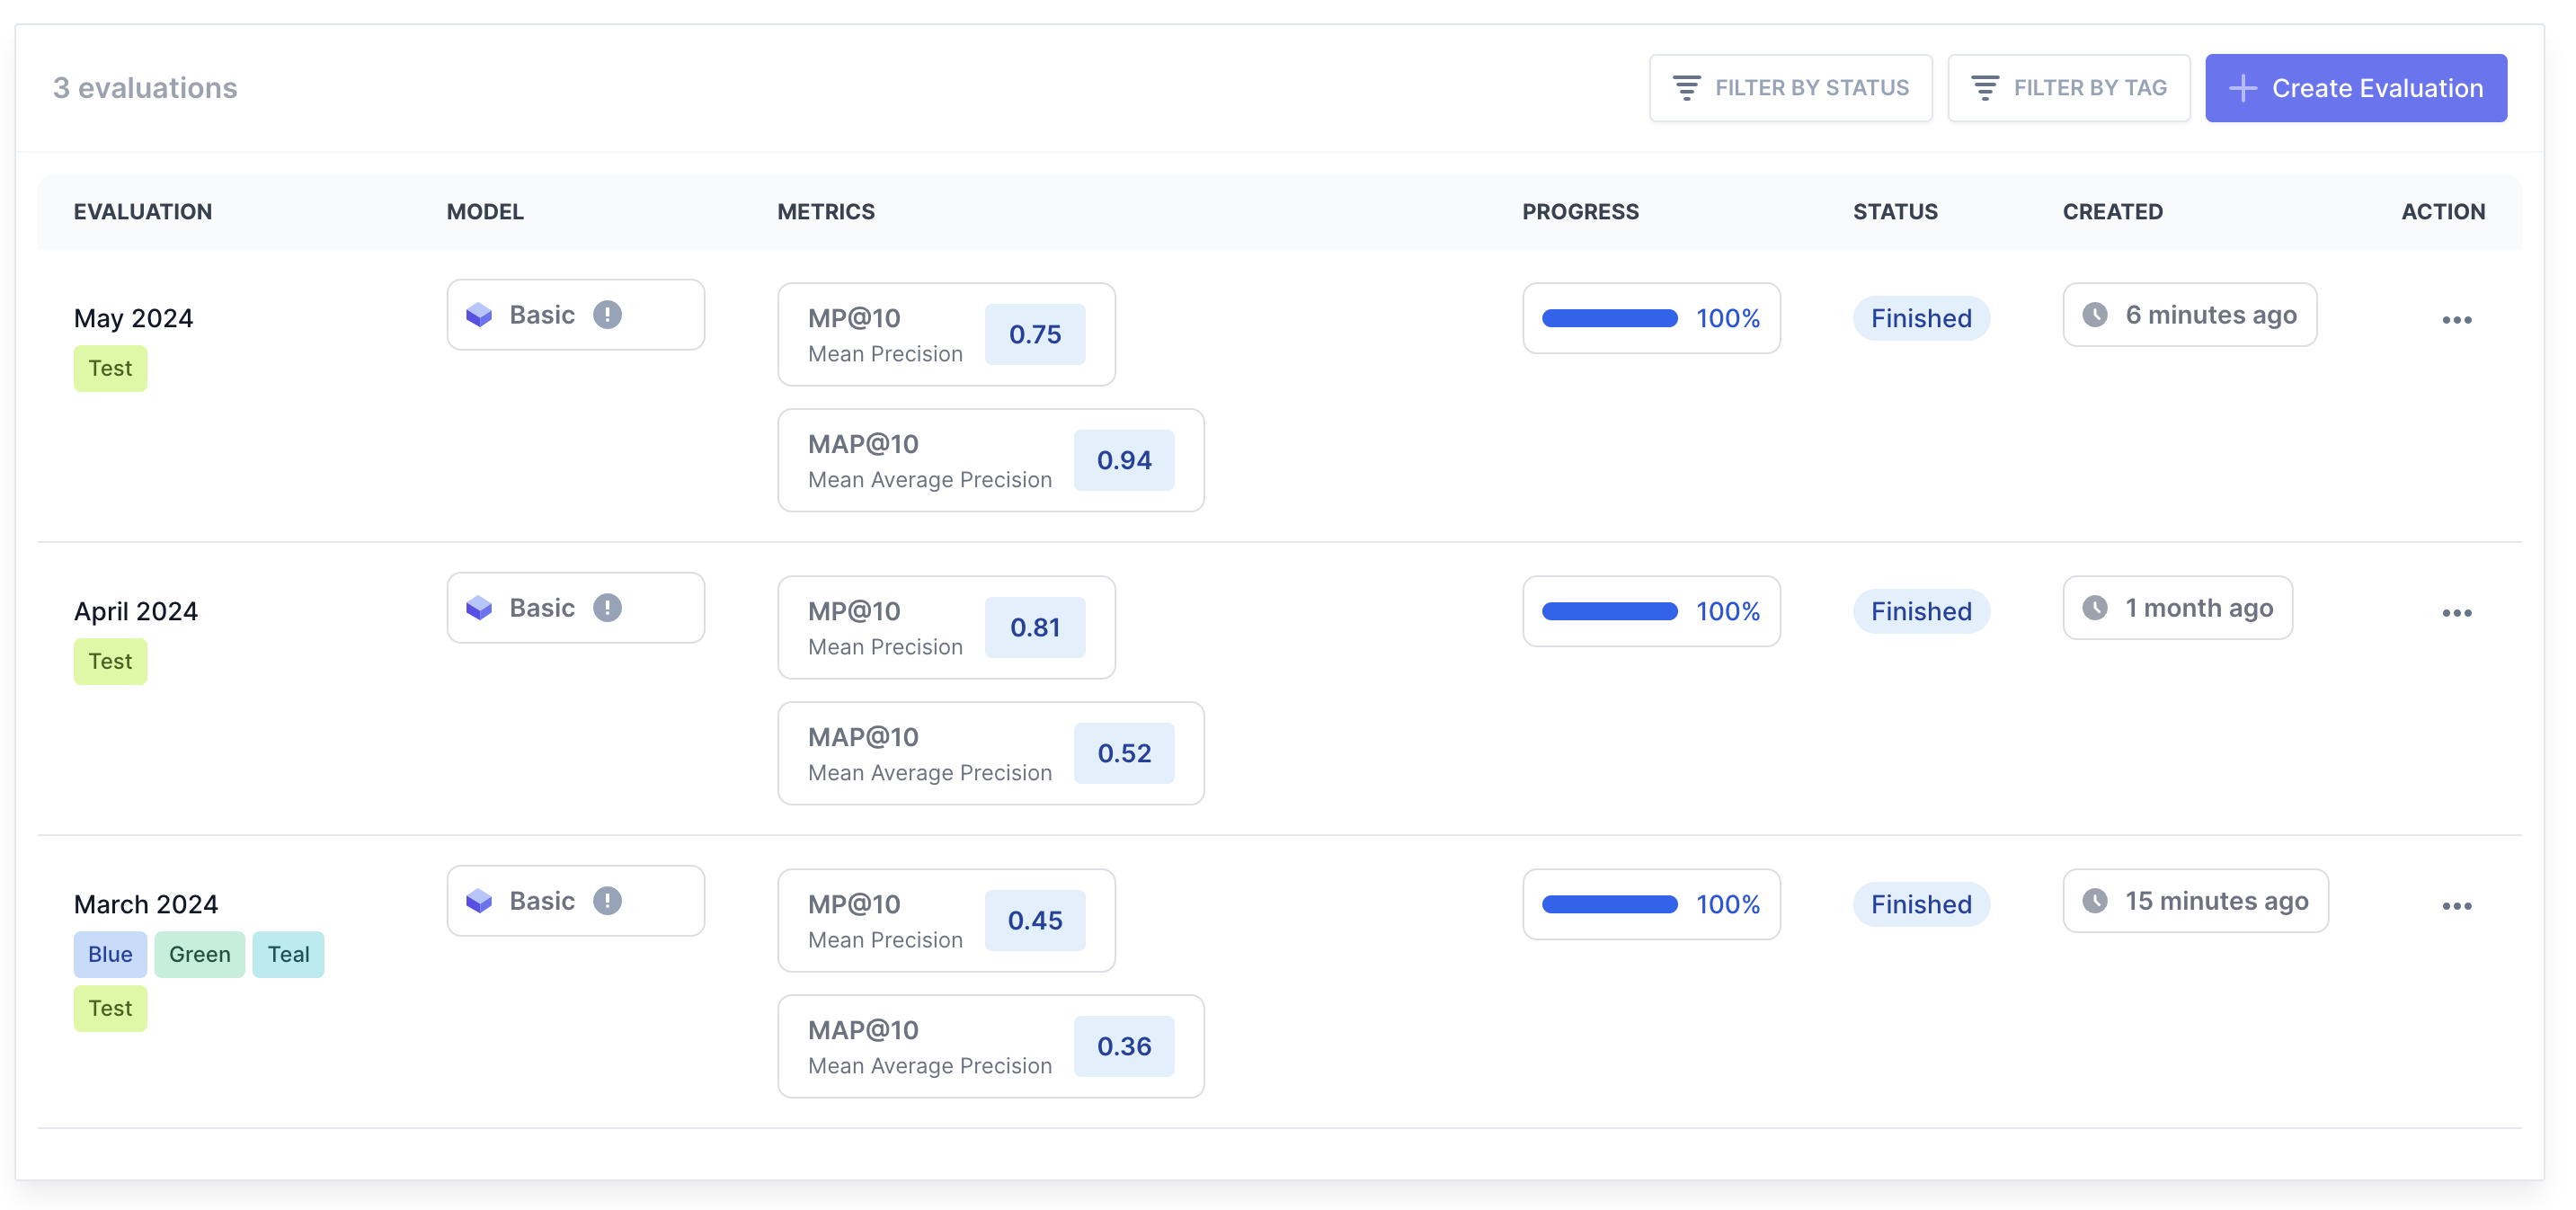 3 evaluations
FILTER BY STATUS
FILTER BY TAG
Create Evaluation
EVALUATION MODEL METRICS PROGRESS STATUS CREATED ACTION
May 2024
Test
Basic
MP@10
Mean Precision
0.75
MAP@10
Mean Average Precision
0.94
100%
Finished
6 minutes ago
April 2024
Test
Basic
MP@10
Mean Precision
0.81
MAP@10
Mean Average Precision
0.52
100%
Finished
1 month ago
March 2024
Blue Green Teal
Test
Basic
MP@10
Mean Precision
0.45
MAP@10
Mean Average Precision
0.36
100%
Finished
15 minutes ago